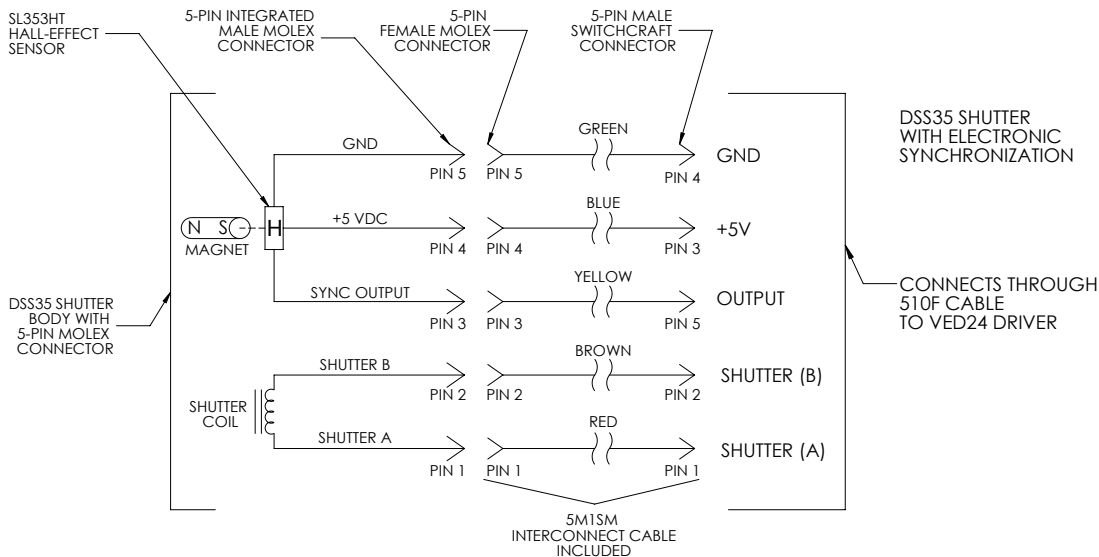 SL353HT
HALL-EFFECT
SENSOR
5-PIN INTEGRATED
MALE MOLEX
CONNECTOR
5-PIN
FEMALE MOLEX
CONNECTOR
5-PIN MALE
SWITCHCRAFT
CONNECTOR
DSS35 SHUTTER
WITH ELECTRONIC
SYNCHRONIZATION
GND
PIN 5
PIN 5
GREEN
PIN 4
GND
N S
MAGNET
H
+5 VDC
PIN 4
PIN 4
BLUE
PIN 3
+5V
SYNC OUTPUT
PIN 3
PIN 3
YELLOW
PIN 5
OUTPUT
CONNECTS THROUGH
510F CABLE
TO VED24 DRIVER
DSS35 SHUTTER
BODY WITH
5-PIN MOLEX
CONNECTOR
SHUTTER B
PIN 2
PIN 2
BROWN
PIN 2
SHUTTER (B)
SHUTTER
COIL
SHUTTER A
PIN 1
PIN 1
RED
PIN 1
SHUTTER (A)
5M1SM
INTERCONNECT CABLE
INCLUDED